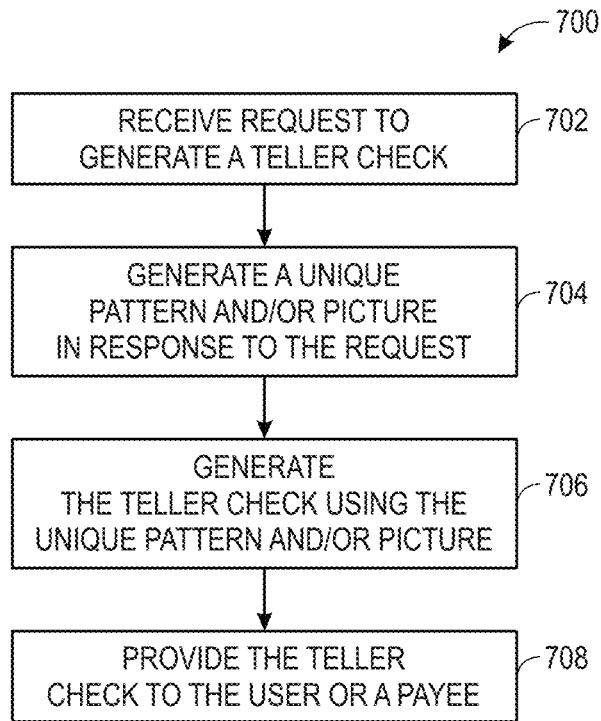 700
RECEIVE REQUEST TO
GENERATE A TELLER CHECK
702
GENERATE A UNIQUE
PATTERN AND/OR PICTURE
IN RESPONSE TO THE REQUEST
704
GENERATE
THE TELLER CHECK USING THE
UNIQUE PATTERN AND/OR PICTURE
706
PROVIDE THE TELLER
CHECK TO THE USER OR A PAYEE
708